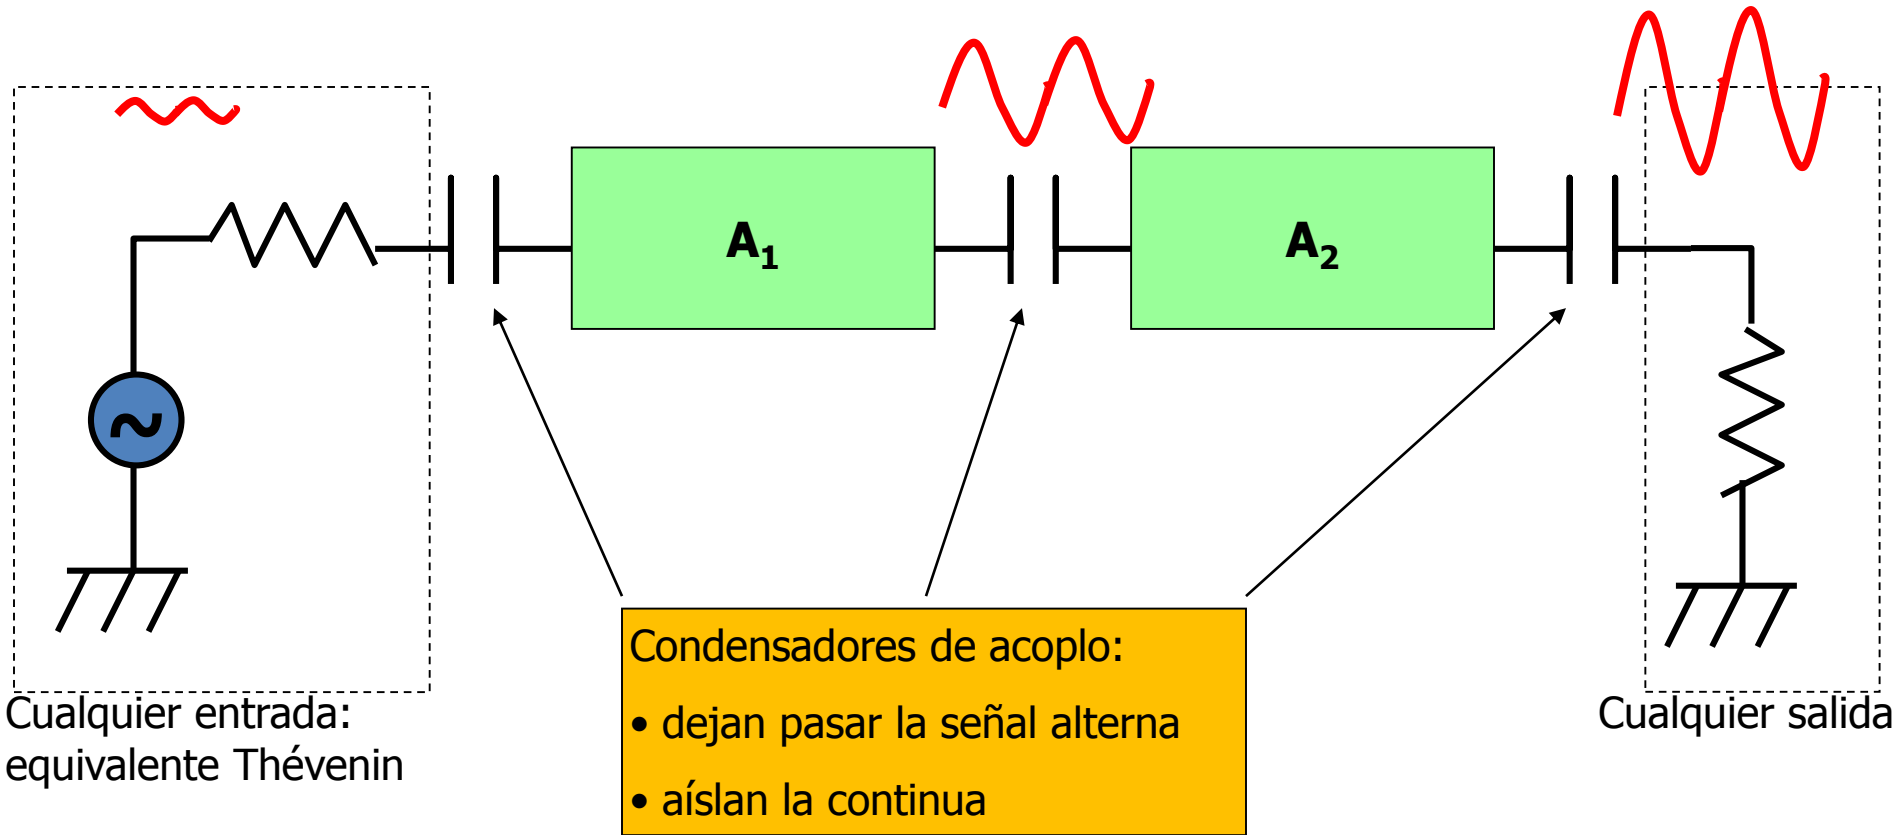 A₁
A₂
~
Condensadores de acoplo:
• dejan pasar la señal alterna
• aíslan la continua
Cualquier entrada:
equivalente Thévenin
Cualquier salida